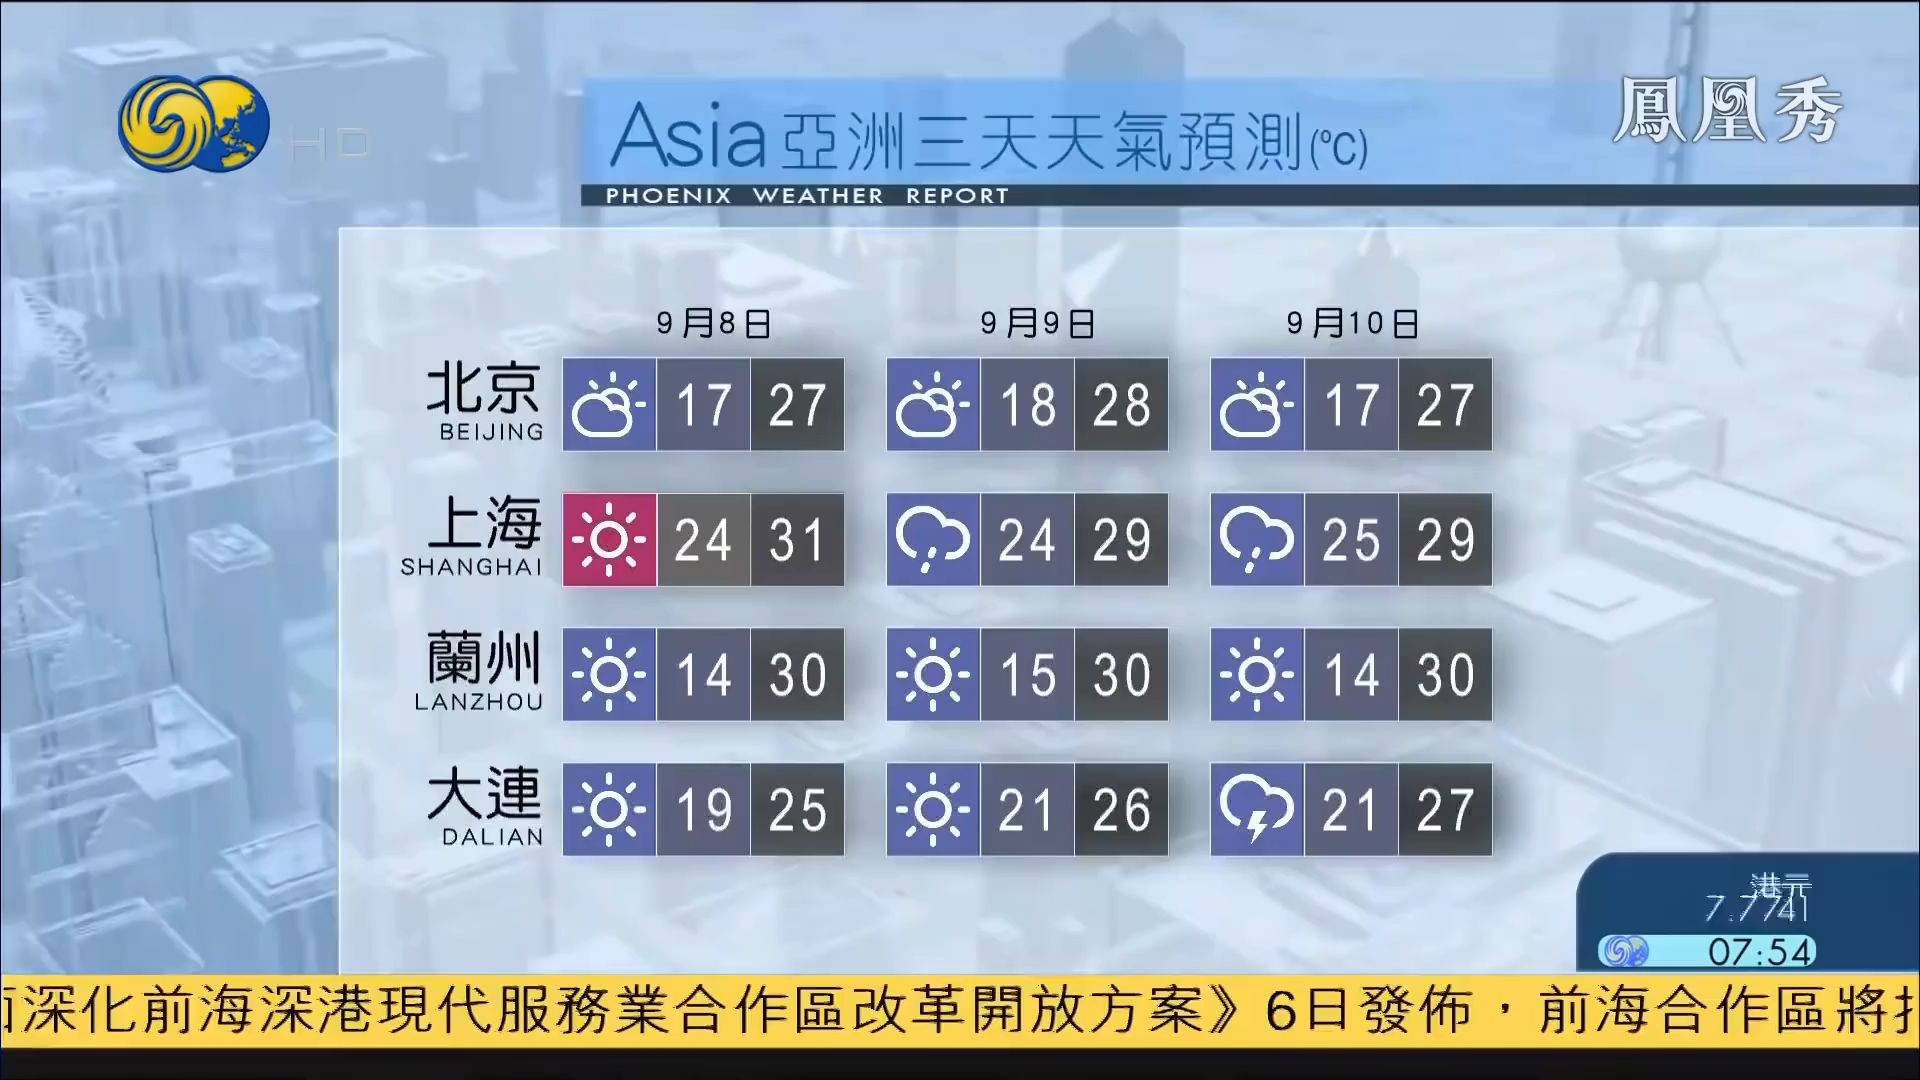 HD
Asia 亞洲三天天氣預測(℃)
鳳凰秀
PHOENIX WEATHER REPORT
9月8日 9月9日 9月10日
北京 17 27 18 28 17 27
BEIJING
上海 24 31 24 29 25 29
SHANGHAI
蘭州 14 30 15 30 14 30
LANZHOU
大連 19 25 21 26 21 27
DALIAN
港元
7.7741
07:54
深化前海深港現代服務業合作區改革開放方案》6日發佈，前海合作區將